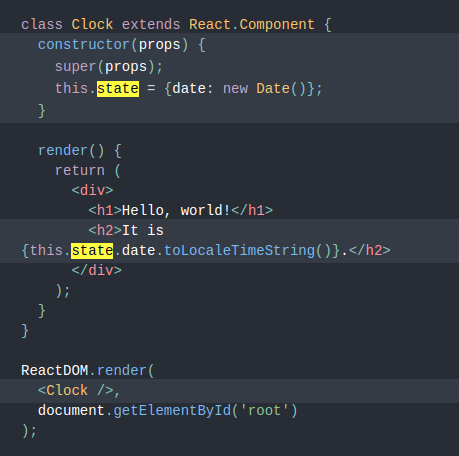 class Clock extends React.Component {
  constructor(props) {
    super(props);
    this.state = {date: new Date()};
  }

  render() {
    return (
      <div>
        <h1>Hello, world!</h1>
        <h2>It is
{this.state.date.toLocaleTimeString()}.</h2>
      </div>
    );
  }
}

ReactDOM.render(
  <Clock />,
  document.getElementById('root')
);